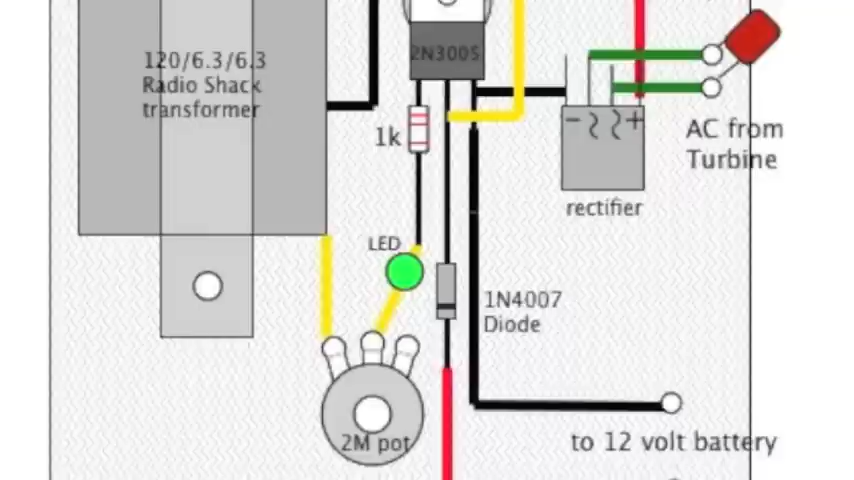 120/6.3/6.3
Radio Shack
transformer
2N3005
1k
LED
2M pot
1N4007
Diode
- +
rectifier
AC from
Turbine
to 12 volt battery